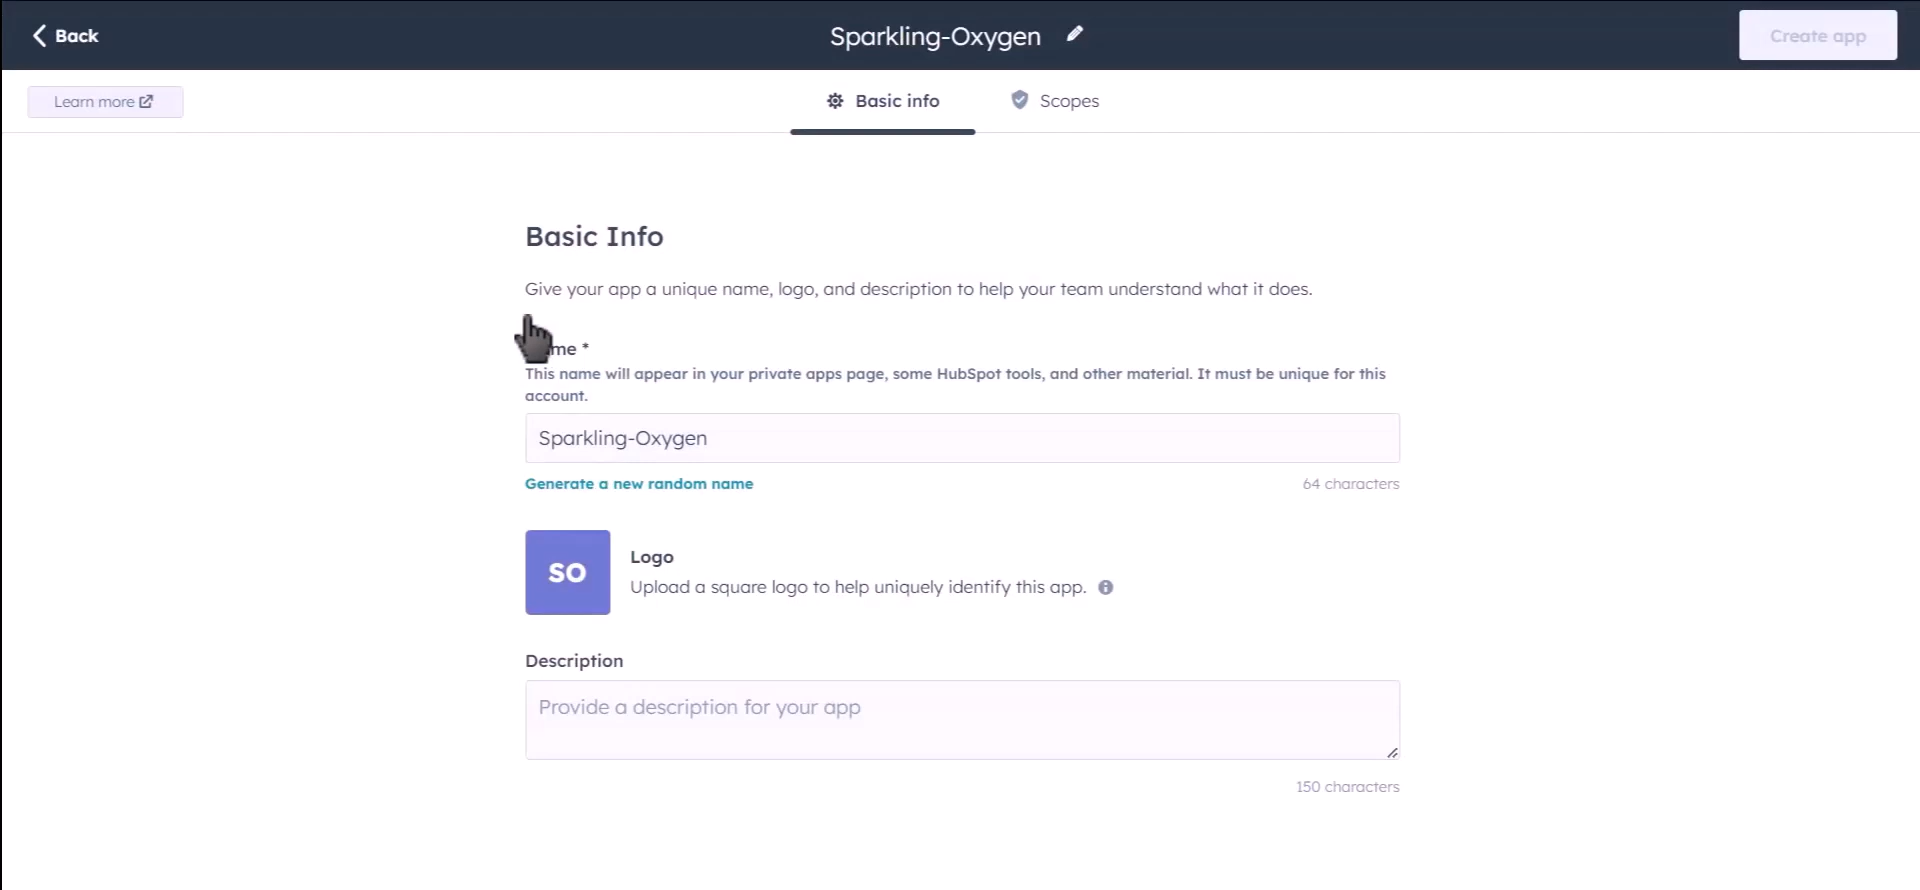 Back
Sparkling-Oxygen
Create app
Learn more
Basic info
Scopes
Basic Info
Give your app a unique name, logo, and description to help your team understand what it does.
me *
This name will appear in your private apps page, some HubSpot tools, and other material. It must be unique for this
account.
Sparkling-Oxygen
Generate a new random name
64 characters
SO
Logo
Upload a square logo to help uniquely identify this app.
Description
Provide a description for your app
150 characters